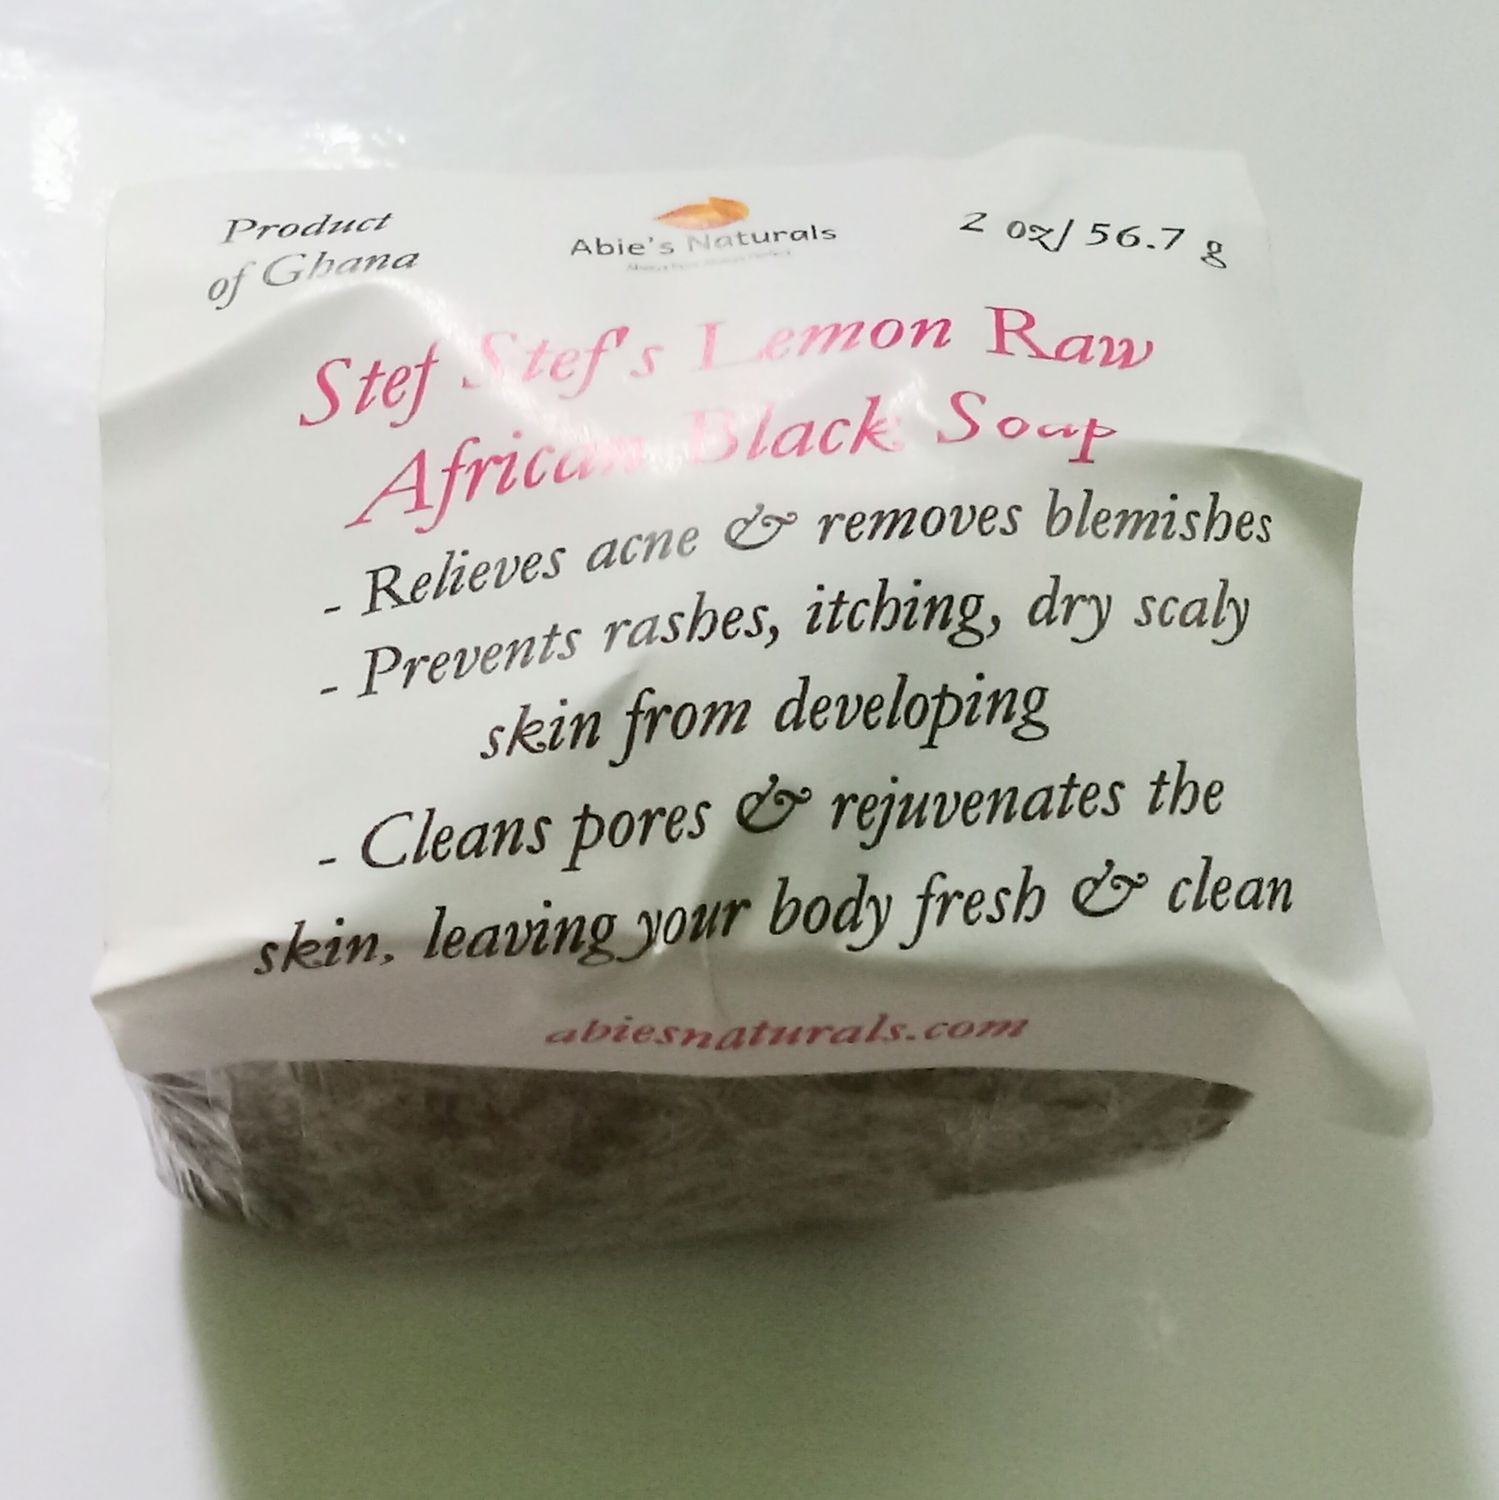 Product
of Ghana
Abie's Naturals
2 oz/ 56.7 g
Stef Stef's Lemon Raw
African Black Soap
- Relieves acne & removes blemishes
- Prevents rashes, itching, dry scaly
skin from developing
- Cleans pores & rejuvenates the
skin, leaving your body fresh & clean
abiesnaturals.com